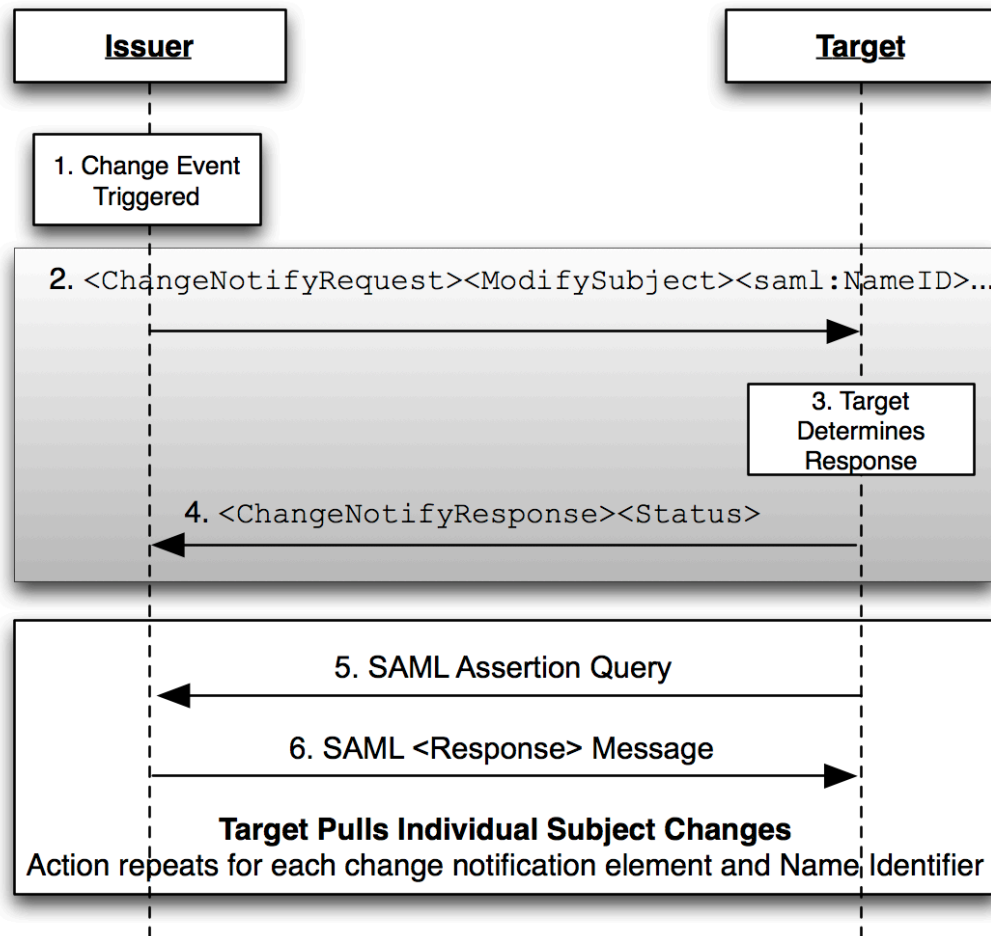 Issuer
Target
1. Change Event
Triggered
2. <ChangeNotifyRequest><ModifySubject><saml:NameID>...
3. Target
Determines
Response
4. <ChangeNotifyResponse><Status>
5. SAML Assertion Query
6. SAML <Response> Message
Target Pulls Individual Subject Changes
Action repeats for each change notification element and Name Identifier